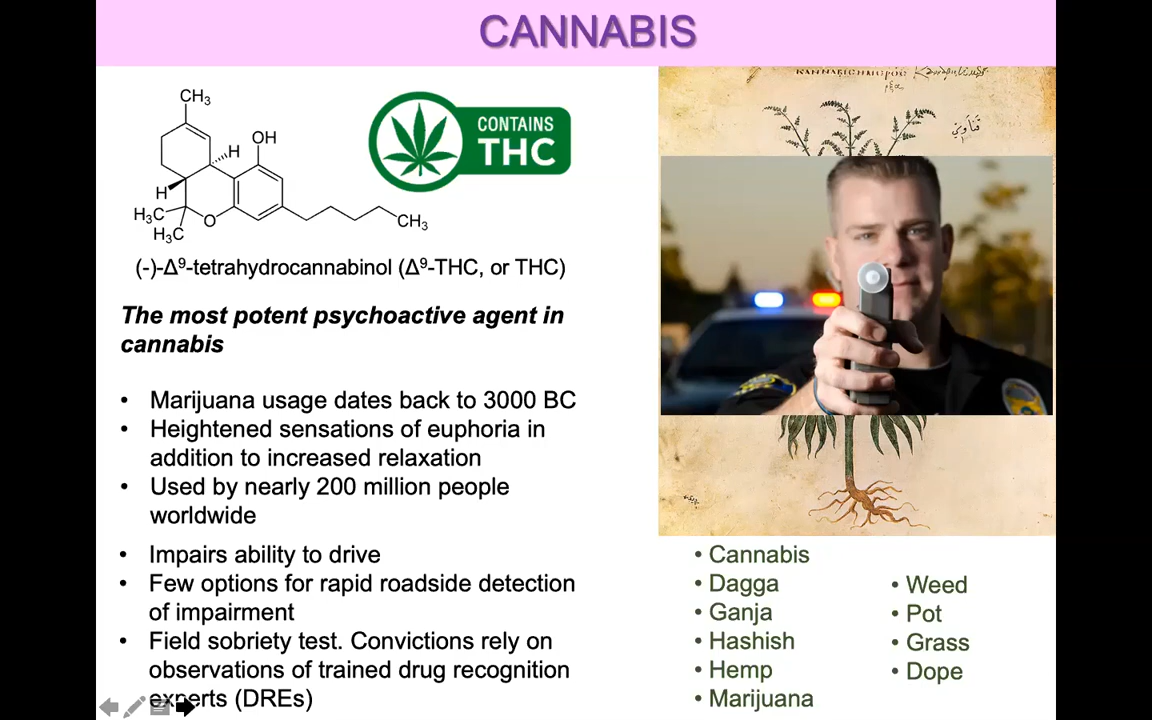 CANNABIS
CH3
OH
H
H
H3C
O
H3C
CH3
CONTAINS
THC
(-)-Δ⁹-tetrahydrocannabinol (Δ⁹-THC, or THC)
The most potent psychoactive agent in
cannabis
• Marijuana usage dates back to 3000 BC
• Heightened sensations of euphoria in
addition to increased relaxation
• Used by nearly 200 million people
worldwide
• Impairs ability to drive
• Few options for rapid roadside detection
of impairment
• Field sobriety test. Convictions rely on
observations of trained drug recognition
experts (DREs)
• Cannabis
• Dagga
• Ganja
• Hashish
• Hemp
• Marijuana
• Weed
• Pot
• Grass
• Dope